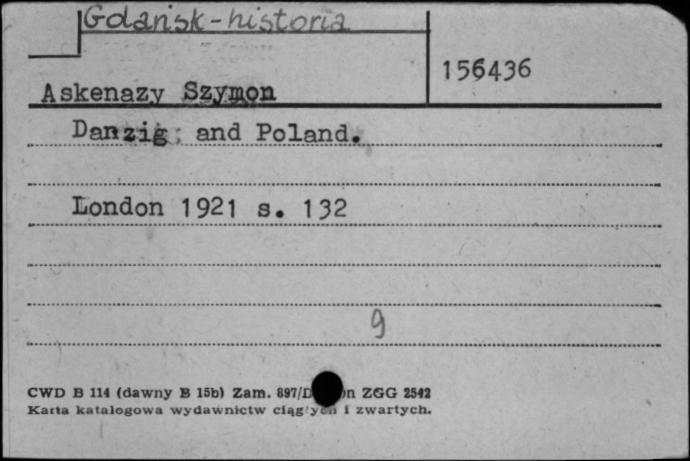 Gdańsk-historia
156436
Askenazy Szymon
Danzig and Poland.
London 1921 s. 132
9
CWD B 114 (dawny B 15b) Zam. 897/D n ZGG 2542
Karta katalogowa wydawnictw ciągłych i zwartych.